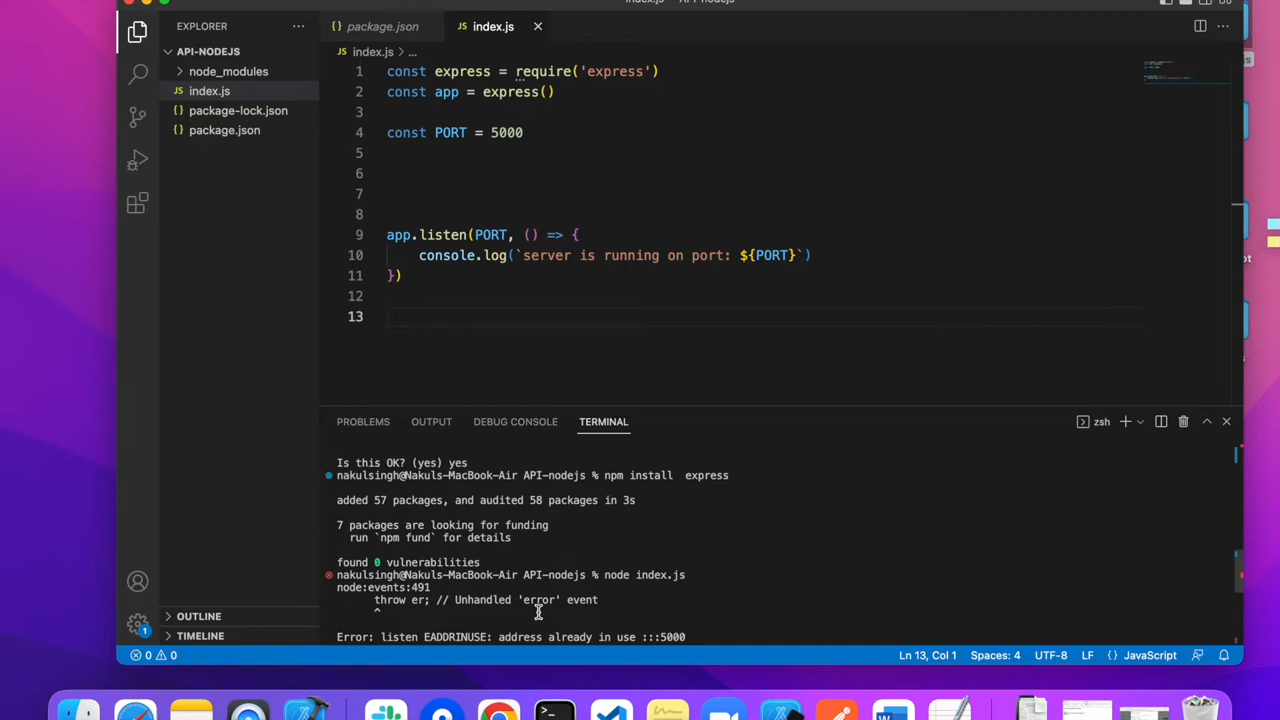 EXPLORER
package.json
JS index.js
API-NODEJS
JS index.js > ...
node_modules
JS index.js
{} package-lock.json
{} package.json
1 const express = require('express')
2 const app = express()
3
4 const PORT = 5000
5
6
7
8
9 app.listen(PORT, () => {
10 console.log(`server is running on port: ${PORT}`)
11 })
12
13
PROBLEMS OUTPUT DEBUG CONSOLE TERMINAL
zsh
Is this OK? (yes) yes
nakulsingh@Nakuls-MacBook-Air API-nodejs % npm install  express
added 57 packages, and audited 58 packages in 3s
7 packages are looking for funding
run `npm fund` for details
found 0 vulnerabilities
nakulsingh@Nakuls-MacBook-Air API-nodejs % node index.js
node:events:491
throw er; // Unhandled 'error' event
^
Error: listen EADDRINUSE: address already in use :::5000
OUTLINE
1
TIMELINE
0 0
Ln 13, Col 1 Spaces: 4 UTF-8 LF {} JavaScript